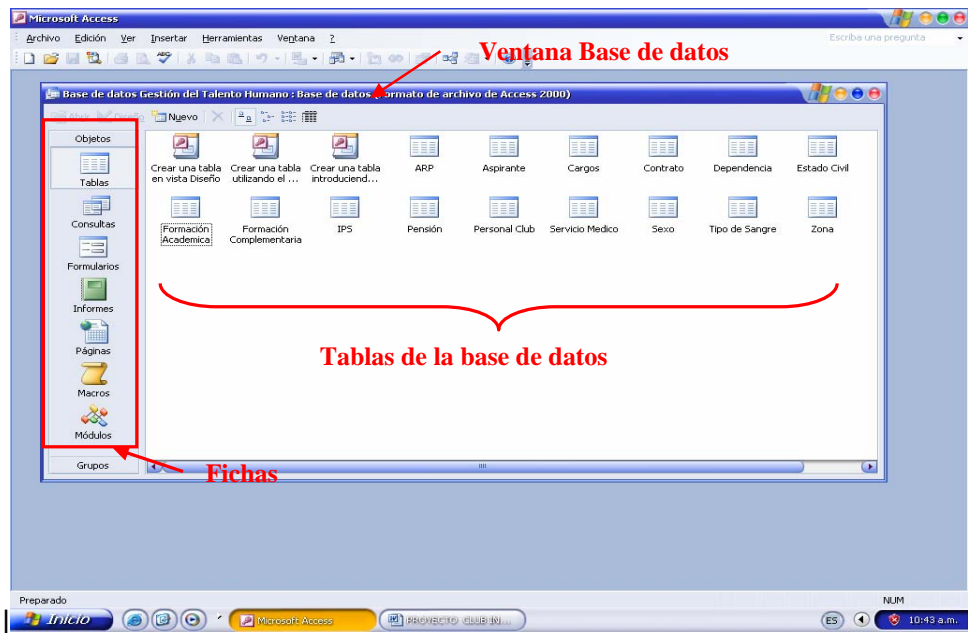 Microsoft Access
Archivo Edición Ver Insertar Herramientas Ventana ?
Escriba una pregunta
Ventana Base de datos
Base de datos Gestión del Talento Humano : Base de datos (formato de archivo de Access 2000)
Abrir Diseño Nuevo
Objetos
Tablas
Consultas
Formularios
Informes
Páginas
Macros
Módulos
Grupos
Crear una tabla en vista Diseño
Crear una tabla utilizando el ...
Crear una tabla introduciend...
ARP
Aspirante
Cargos
Contrato
Dependencia
Estado Civil
Formación Academica
Formación Complementaria
IPS
Pensión
Personal Club
Servicio Medico
Sexo
Tipo de Sangre
Zona
Tablas de la base de datos
Fichas
Preparado
NUM
Inicio
Microsoft Access
PROYECTO CLUB IN...
ES
10:43 a.m.